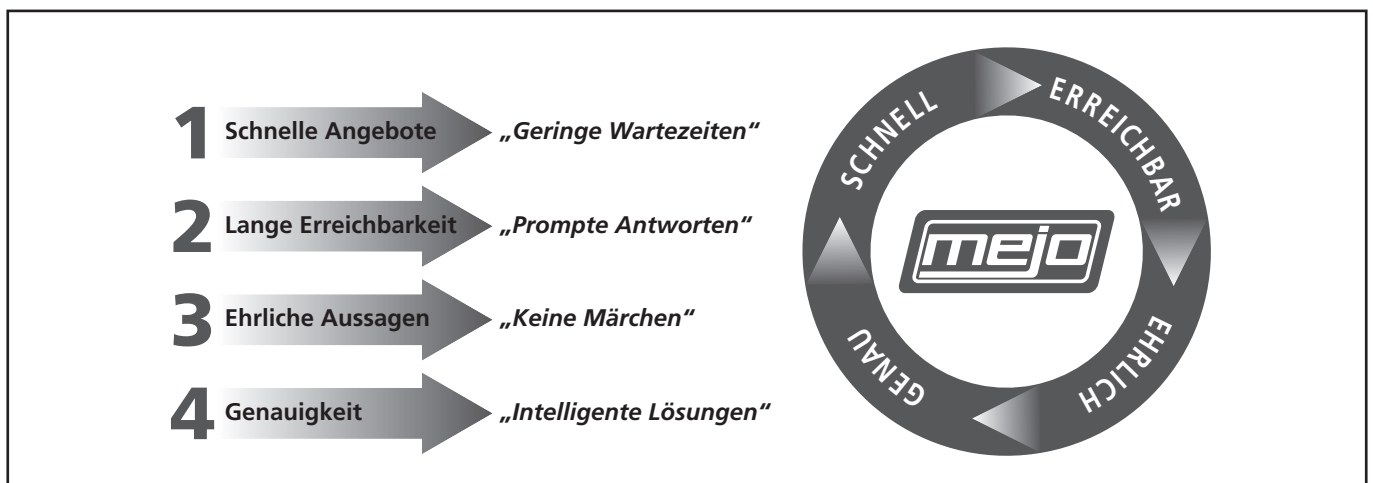 1 Schnelle Angebote „Geringe Wartezeiten“
2 Lange Erreichbarkeit „Prompte Antworten“
3 Ehrliche Aussagen „Keine Märchen“
4 Genauigkeit „Intelligente Lösungen“
SCHNELL
ERREICHBAR
EHRLICH
GENAU
mejo